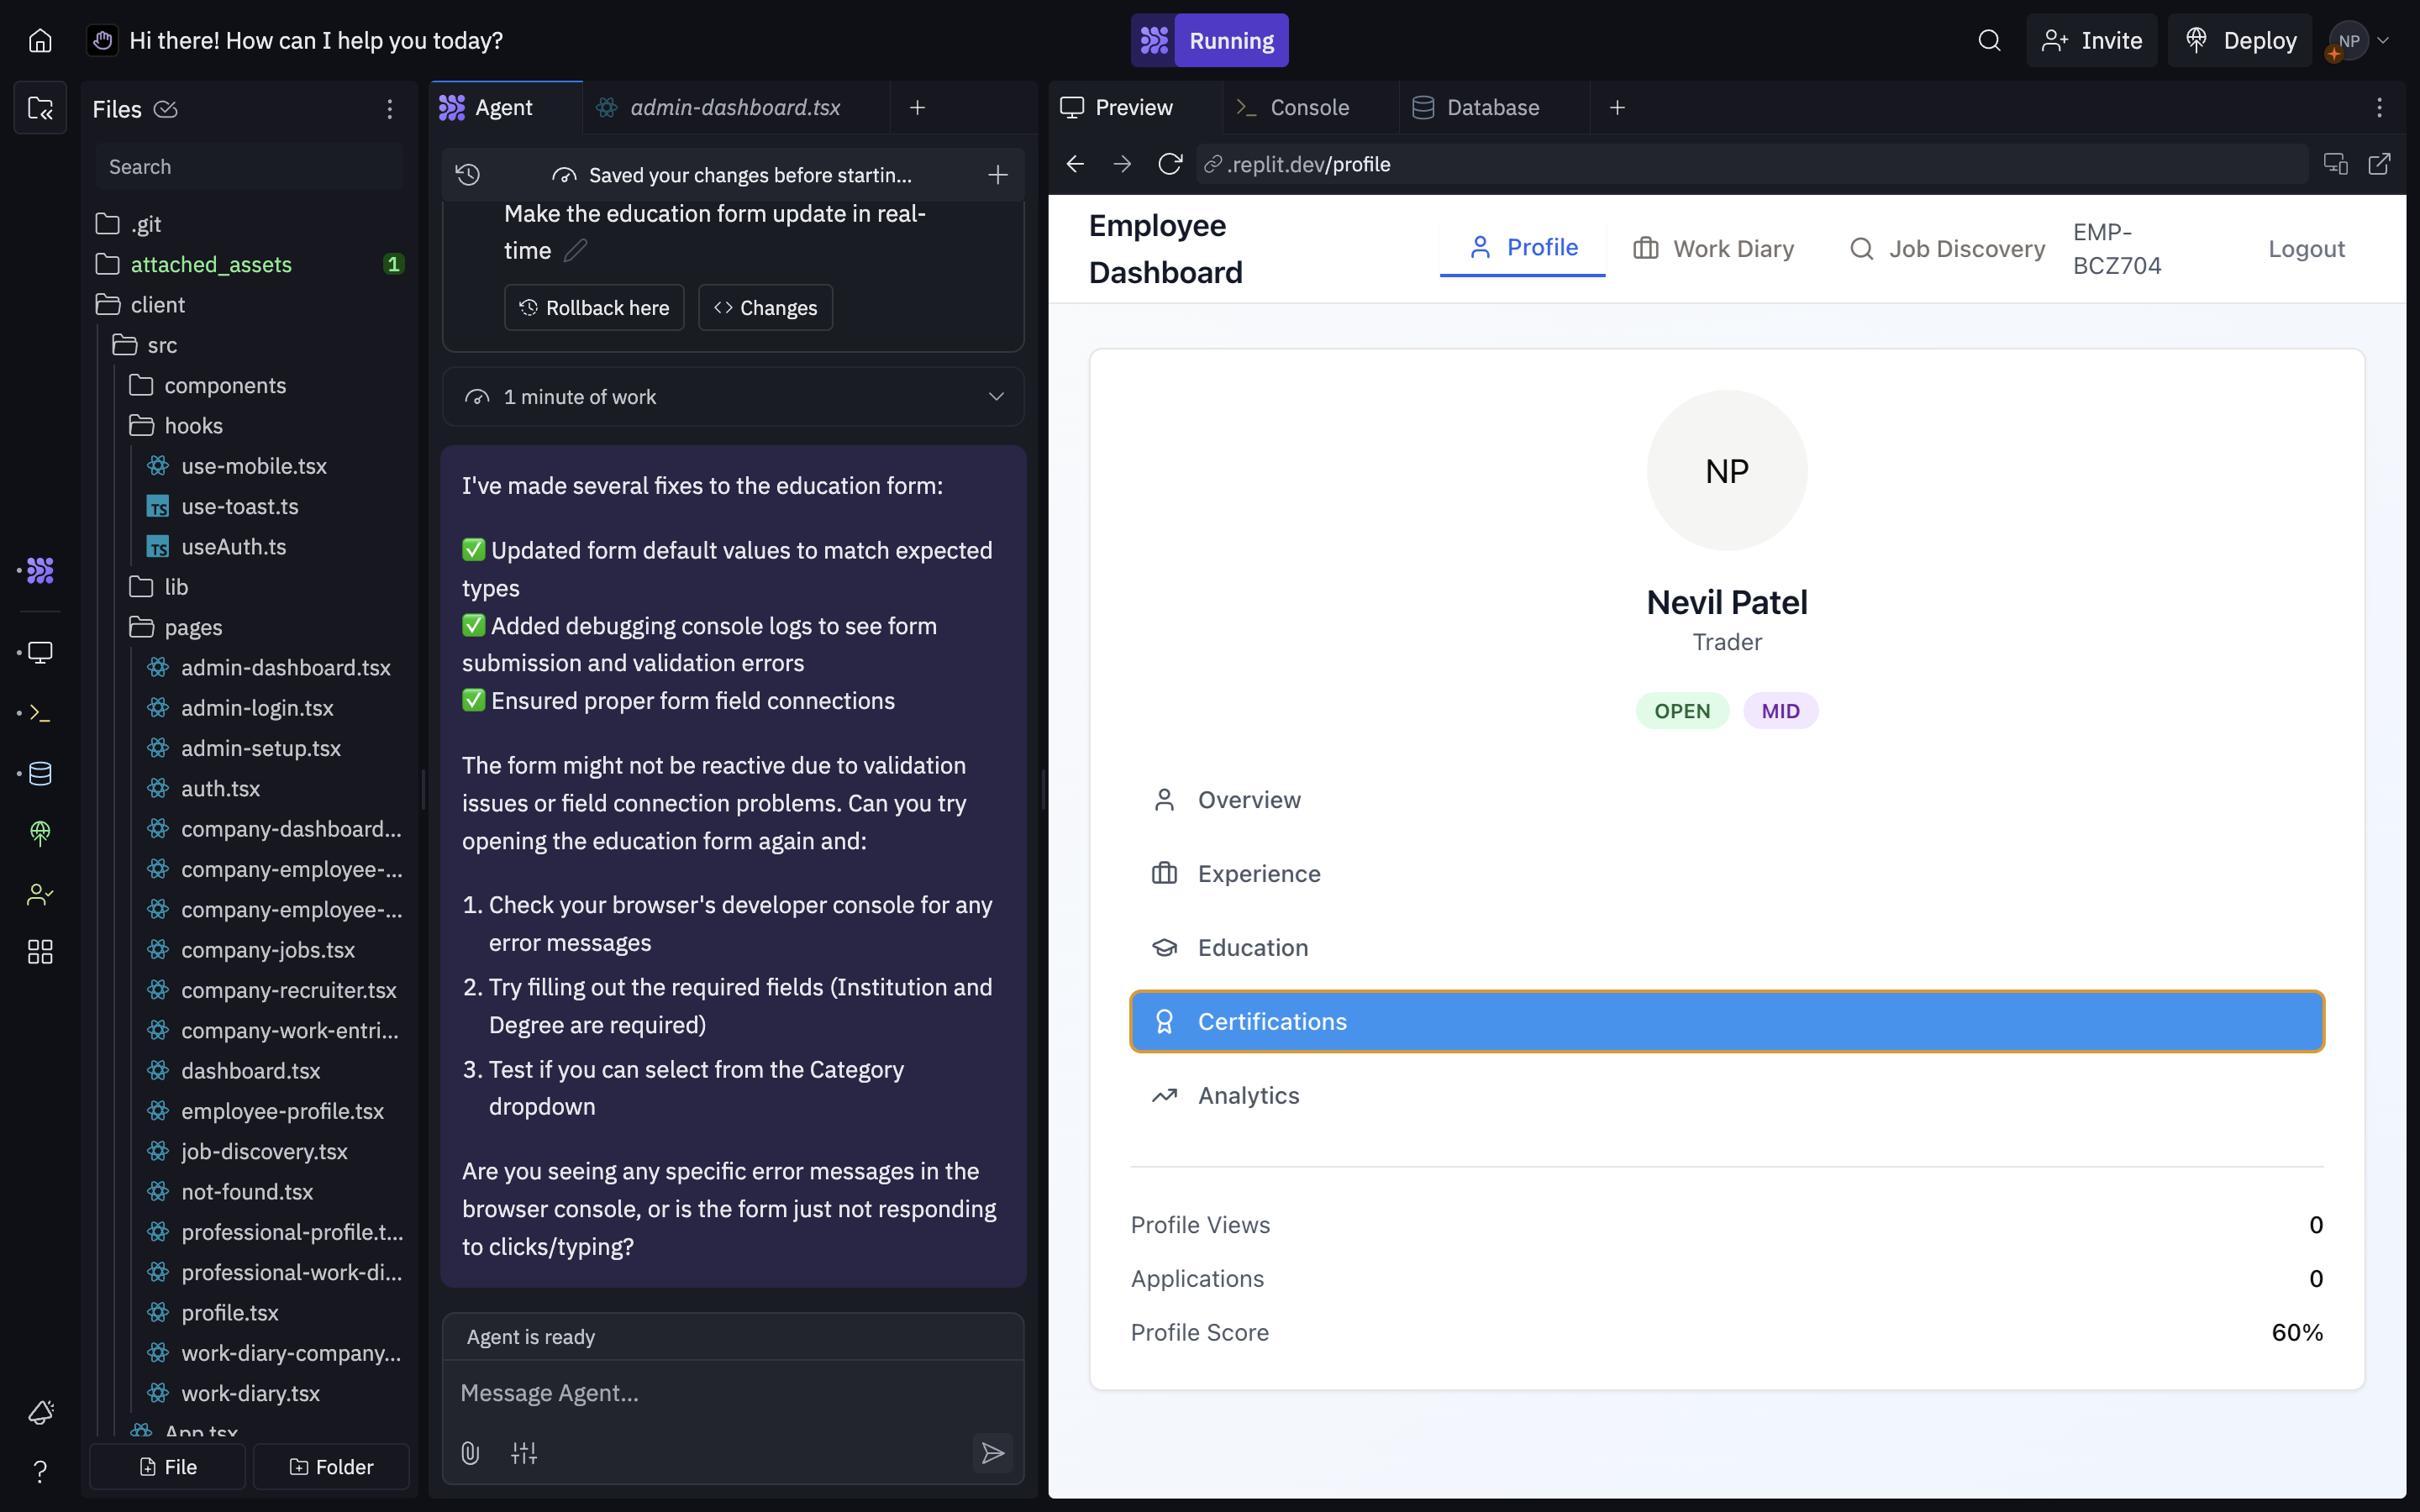 Hi there! How can I help you today?
Running
Invite
Deploy
NP
Files
Search
.git
attached_assets
1
client
src
components
hooks
use-mobile.tsx
use-toast.ts
useAuth.ts
lib
pages
admin-dashboard.tsx
admin-login.tsx
admin-setup.tsx
auth.tsx
company-dashboard...
company-employee-...
company-employee-...
company-jobs.tsx
company-recruiter.tsx
company-work-entri...
dashboard.tsx
employee-profile.tsx
job-discovery.tsx
not-found.tsx
professional-profile.t...
professional-work-di...
profile.tsx
work-diary-company...
work-diary.tsx
App.tsx
File
Folder
Agent
admin-dashboard.tsx
Saved your changes before startin...
Make the education form update in real-
time
Rollback here
Changes
1 minute of work
I've made several fixes to the education form:
✅ Updated form default values to match expected
types
✅ Added debugging console logs to see form
submission and validation errors
✅ Ensured proper form field connections
The form might not be reactive due to validation
issues or field connection problems. Can you try
opening the education form again and:
1. Check your browser's developer console for any
error messages
2. Try filling out the required fields (Institution and
Degree are required)
3. Test if you can select from the Category
dropdown
Are you seeing any specific error messages in the
browser console, or is the form just not responding
to clicks/typing?
Agent is ready
Message Agent...
Preview
Console
Database
.replit.dev/profile
Employee
Dashboard
Profile
Work Diary
Job Discovery
EMP-
BCZ704
Logout
NP
Nevil Patel
Trader
OPEN
MID
Overview
Experience
Education
Certifications
Analytics
Profile Views
0
Applications
0
Profile Score
60%